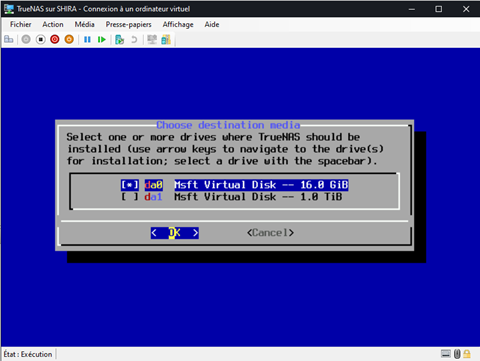 TrueNAS sur SHIRA - Connexion à un ordinateur virtuel
Fichier Action Média Presse-papiers Affichage Aide
Choose destination media
Select one or more drives where TrueNAS should be
installed (use arrow keys to navigate to the drive(s)
for installation; select a drive with the spacebar).
[*] da0 Msft Virtual Disk -- 16.0 GiB
[ ] da1 Msft Virtual Disk -- 1.0 TiB
< OK > <Cancel>
État : Exécution